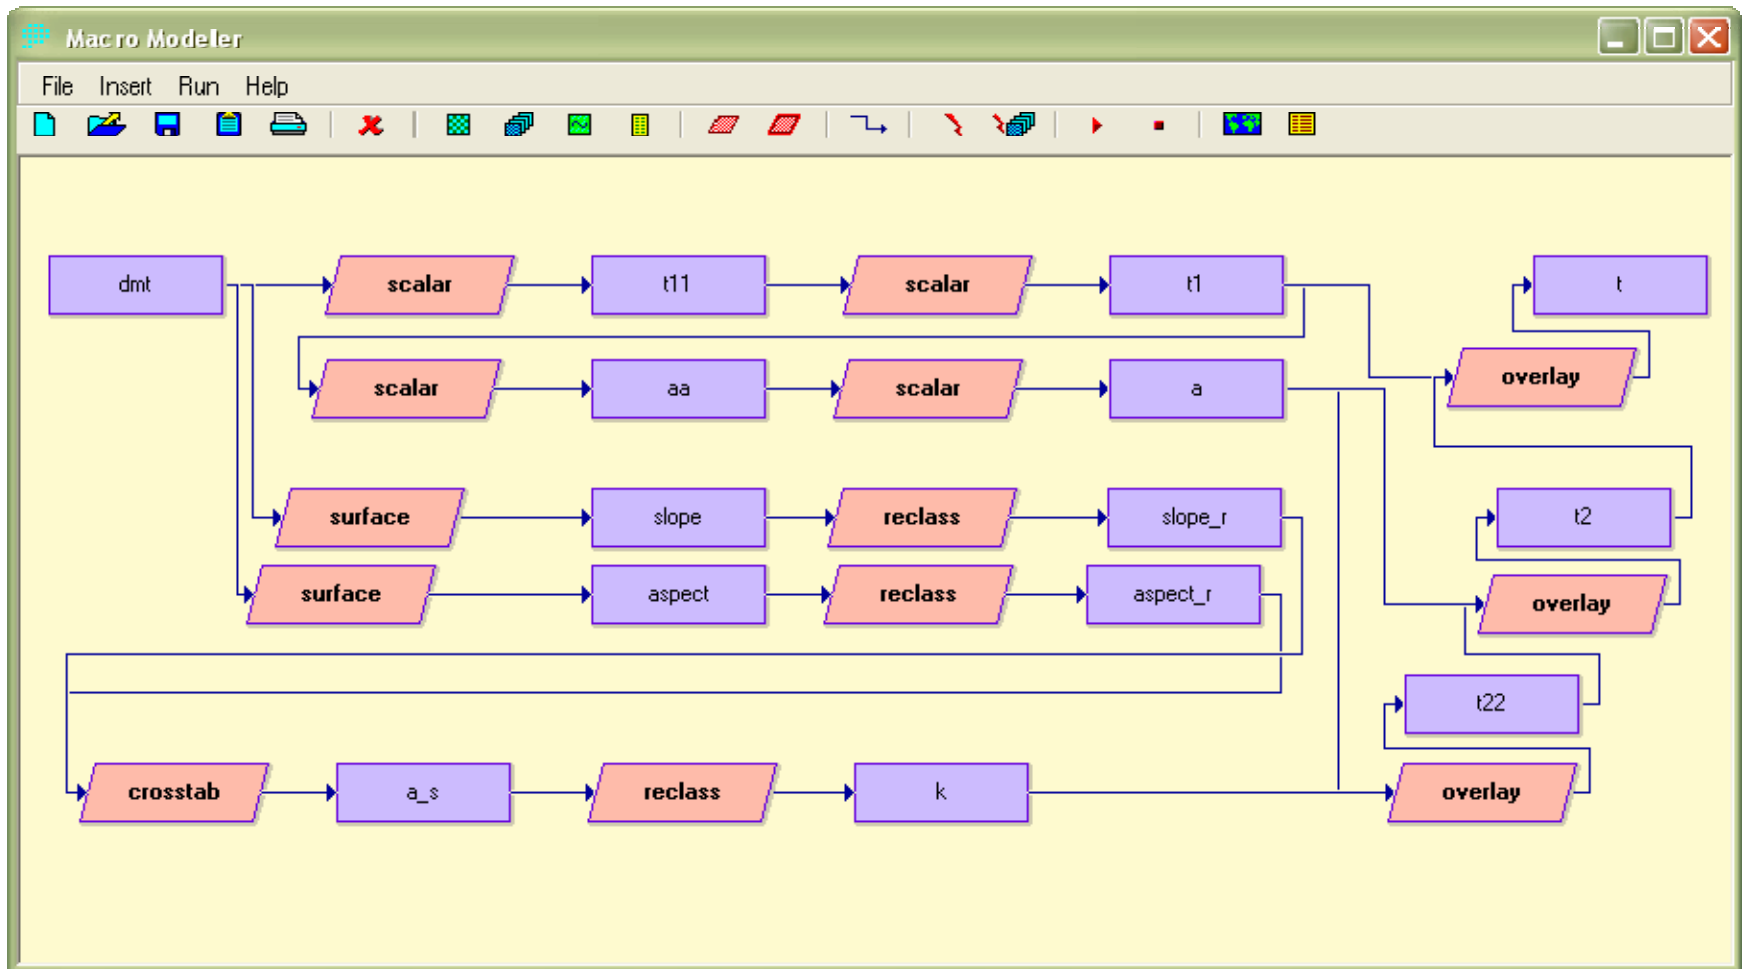 Macro Modeler
File Insert Run Help
dmt scalar t11 scalar t1 t
overlay
scalar aa scalar a
surface slope reclass slope_r t2
surface aspect reclass aspect_r overlay
t22
crosstab a_s reclass k overlay